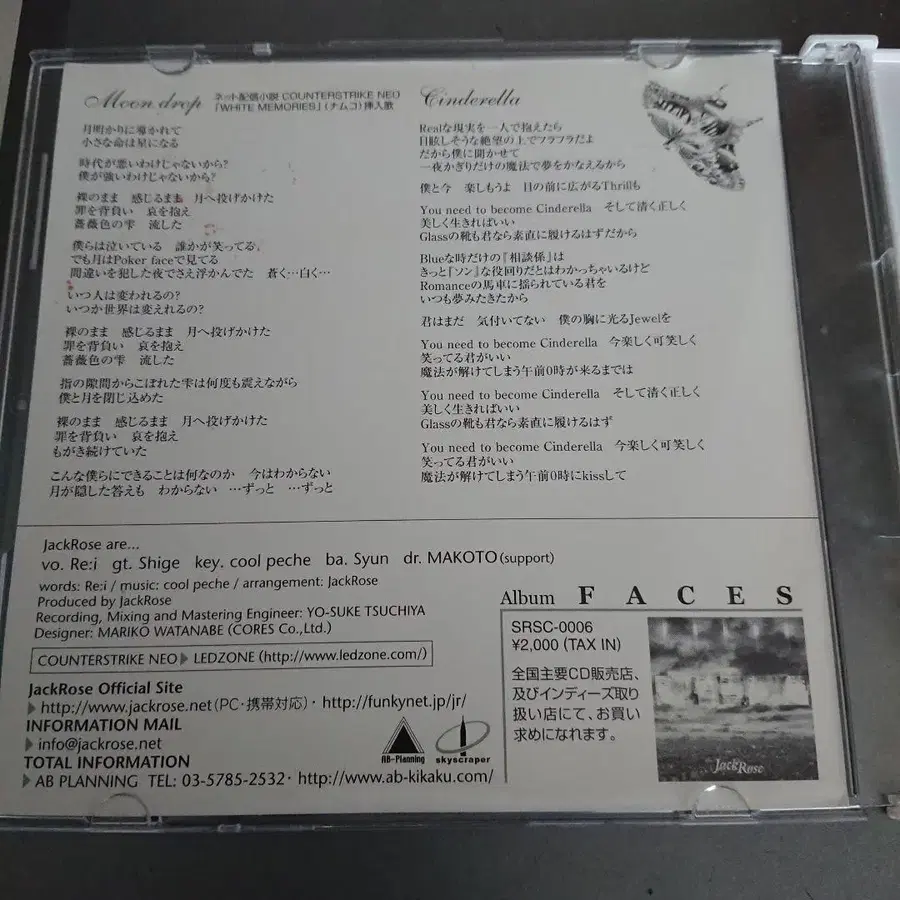 Moon drop
ネット配信小説 COUNTERSTRIKE NEO
「WHITE MEMORIES」(ナムコ)挿入歌
月明かりに導かれて
小さな命は星になる
時代が悪いわけじゃないから?
僕が強いわけじゃないから?
裸のまま　感じるまま　月へ投げかけた
罪を背負い　哀を抱え
薔薇色の雫　流した
僕らは泣いている　誰かが笑ってる。
でも月はPoker faceで見てる
間違いを犯した夜でさえ浮かんでた　蒼く…白く…
いつ人は変われるの?
いつか世界は変えれるの?
裸のまま　感じるまま　月へ投げかけた
罪を背負い　哀を抱え
薔薇色の雫　流した
指の隙間からこぼれた雫は何度も震えながら
僕と月を閉じ込めた
裸のまま　感じるまま　月へ投げかけた
罪を背負い　哀を抱え
もがき続けていた
こんな僕らにできることは何なのか　今はわからない
月が隠した答えも　わからない　…ずっと　…ずっと
Cinderella
Realな現実を一人で抱えたら
目眩しそうな絶望の上でフラフラだよ
だから僕に聞かせて
一夜かぎりだけの魔法で夢をかなえるから
僕と今　楽しもうよ　目の前に広がるThrillも
You need to become Cinderella　そして清く正しく
美しく生きればいい
Glassの靴も君なら素直に履けるはずだから
Blueな時だけの『相談係』は
きっと『ソン』な役回りだとはわかっちゃいるけど
Romanceの馬車に揺られている君を
いつも夢みたきたから
君はまだ　気付いてない　僕の胸に光るJewelを
You need to become Cinderella　今楽しく可笑しく
笑ってる君がいい
魔法が解けてしまう午前0時が来るまでは
You need to become Cinderella　そして清く正しく
美しく生きればいい
Glassの靴も君なら素直に履けるはず
You need to become Cinderella　今楽しく可笑しく
笑ってる君がいい
魔法が解けてしまう午前0時にkissして
JackRose are...
vo. Re:i　gt. Shige　key. cool peche　ba. Syun　dr. MAKOTO(support)
words: Re:i / music: cool peche / arrangement: JackRose
Produced by JackRose
Recording, Mixing and Mastering Engineer: YO-SUKE TSUCHIYA
Designer: MARIKO WATANABE (CORES Co.,Ltd.)
COUNTERSTRIKE NEO▶LEDZONE (http://www.ledzone.com/)
JackRose Official Site
▶http://www.jackrose.net(PC・携帯対応)・http://funkynet.jp/jr/
INFORMATION MAIL
▶info@jackrose.net
TOTAL INFORMATION
▶AB PLANNING TEL: 03-5785-2532・http://www.ab-kikaku.com/
AB-Planning
skyscraper
Album FACES
SRSC-0006
¥2,000 (TAX IN)
全国主要CD販売店、
及びインディーズ取り
扱い店にて、お買い
求めになれます。
JackRose